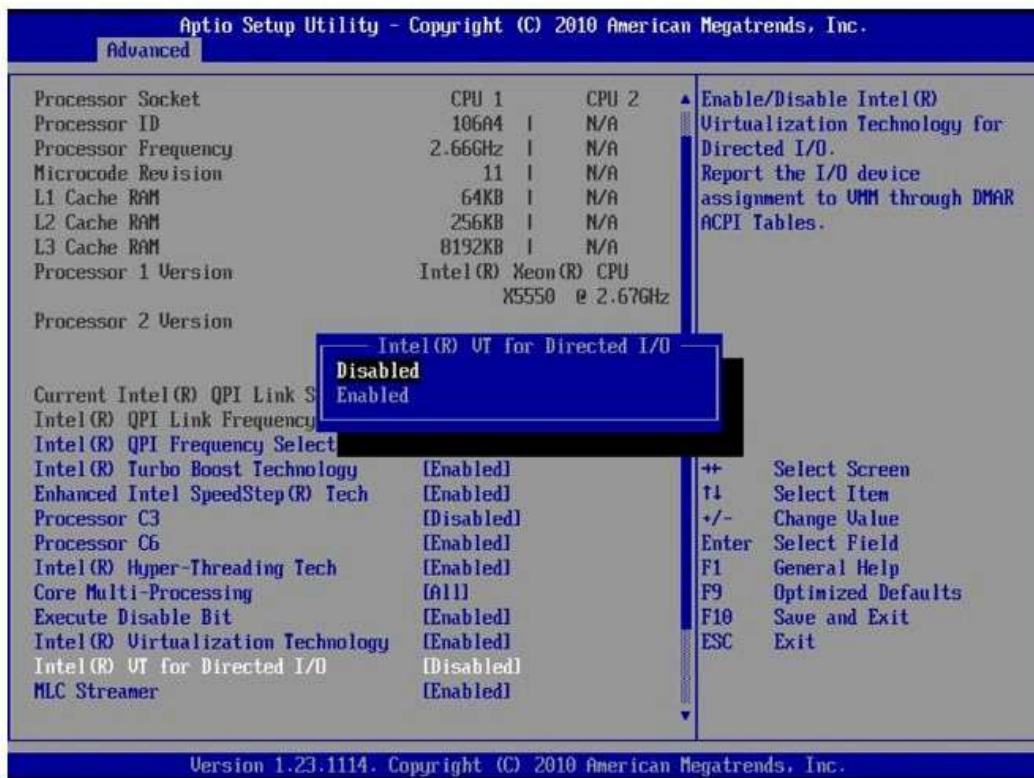 Aptio Setup Utility - Copyright (C) 2010 American Megatrends, Inc.
Advanced
Processor Socket CPU 1 CPU 2
Processor ID 106A4 | N/A
Processor Frequency 2.66GHz | N/A
Microcode Revision 11 | N/A
L1 Cache RAM 64KB | N/A
L2 Cache RAM 256KB | N/A
L3 Cache RAM 8192KB | N/A
Processor 1 Version Intel(R) Xeon(R) CPU
X5550 @ 2.67GHz
Processor 2 Version
Current Intel(R) QPI Link S
Intel(R) QPI Link Frequency
Intel(R) QPI Frequency Select
Intel(R) Turbo Boost Technology [Enabled]
Enhanced Intel SpeedStep(R) Tech [Enabled]
Processor C3 [Disabled]
Processor C6 [Enabled]
Intel(R) Hyper-Threading Tech [Enabled]
Core Multi-Processing [All]
Execute Disable Bit [Enabled]
Intel(R) Virtualization Technology [Enabled]
Intel(R) VT for Directed I/O [Disabled]
MLC Streamer [Enabled]
Intel(R) VT for Directed I/O
Disabled
Enabled
Enable/Disable Intel(R)
Virtualization Technology for
Directed I/O.
Report the I/O device
assignment to VMM through DMAR
ACPI Tables.
→← Select Screen
↑↓ Select Item
+/- Change Value
Enter Select Field
F1 General Help
F9 Optimized Defaults
F10 Save and Exit
ESC Exit
Version 1.23.1114. Copyright (C) 2010 American Megatrends, Inc.